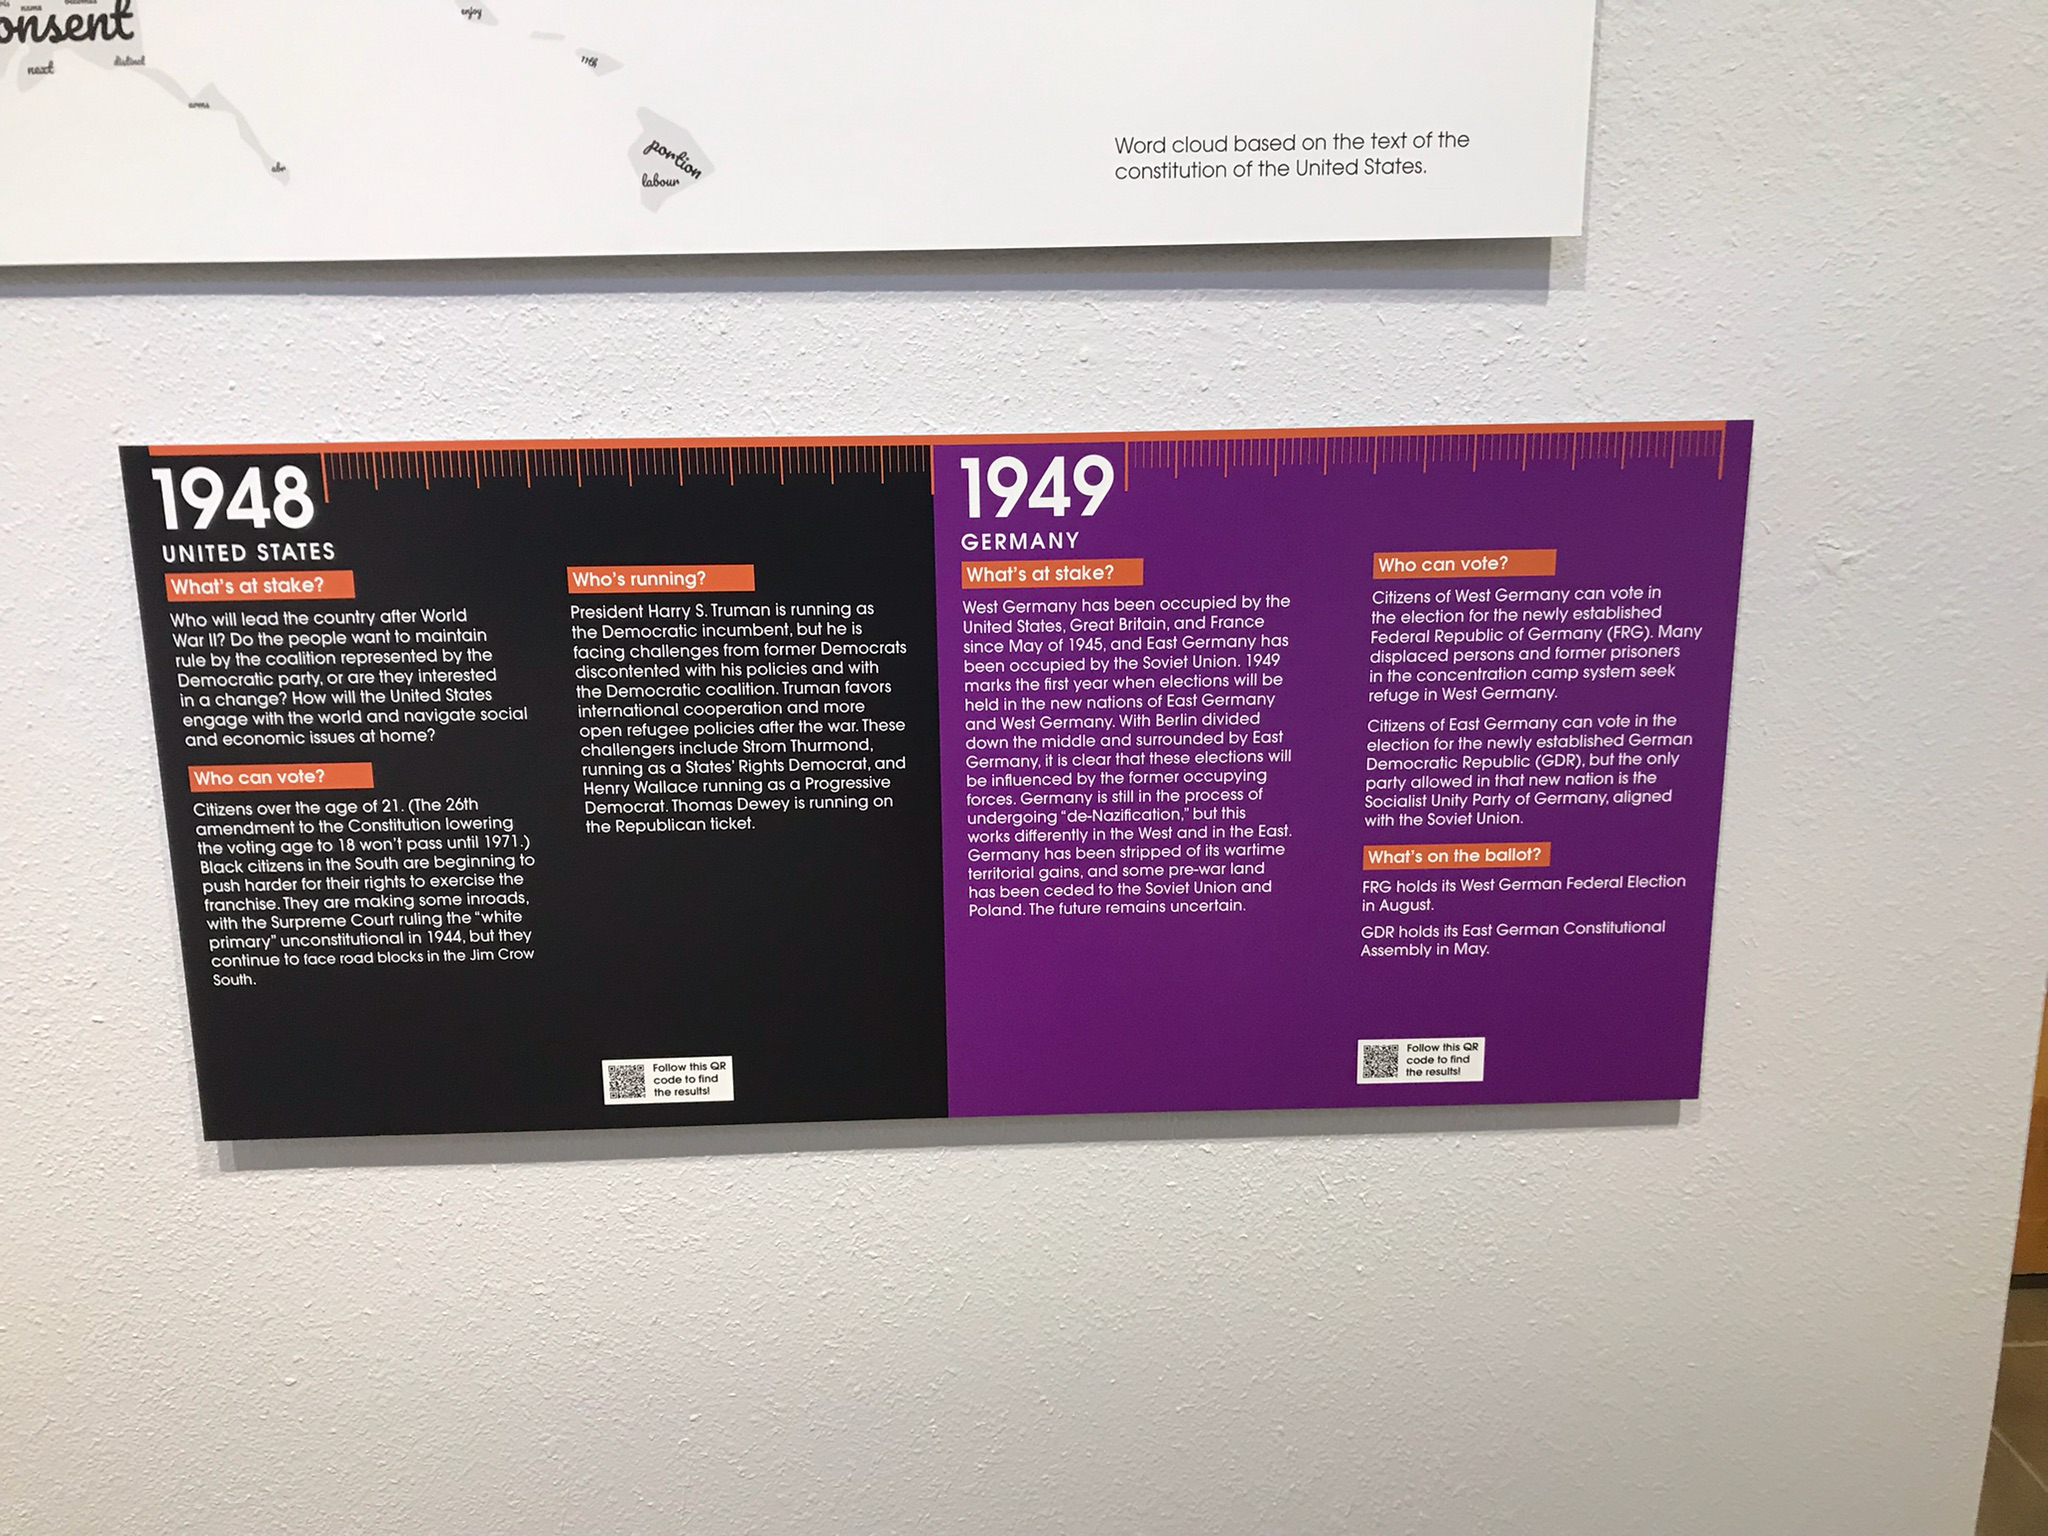 onsent
next
distinct
arms
enjoy
11th
portion
labour
Word cloud based on the text of the
constitution of the United States.
1948
UNITED STATES
What's at stake?
Who will lead the country after World
War II? Do the people want to maintain
rule by the coalition represented by the
Democratic party, or are they interested
in a change? How will the United States
engage with the world and navigate social
and economic issues at home?
Who can vote?
Citizens over the age of 21. (The 26th
amendment to the Constitution lowering
the voting age to 18 won't pass until 1971.)
Black citizens in the South are beginning to
push harder for their rights to exercise the
franchise. They are making some inroads,
with the Supreme Court ruling the "white
primary" unconstitutional in 1944, but they
continue to face road blocks in the Jim Crow
South.
Who's running?
President Harry S. Truman is running as
the Democratic incumbent, but he is
facing challenges from former Democrats
discontented with his policies and with
the Democratic coalition. Truman favors
international cooperation and more
open refugee policies after the war. These
challengers include Strom Thurmond,
running as a States' Rights Democrat, and
Henry Wallace running as a Progressive
Democrat. Thomas Dewey is running on
the Republican ticket.
Follow this QR
code to find
the results!
1949
GERMANY
What's at stake?
West Germany has been occupied by the
United States, Great Britain, and France
since May of 1945, and East Germany has
been occupied by the Soviet Union. 1949
marks the first year when elections will be
held in the new nations of East Germany
and West Germany. With Berlin divided
down the middle and surrounded by East
Germany, it is clear that these elections will
be influenced by the former occupying
forces. Germany is still in the process of
undergoing "de-Nazification," but this
works differently in the West and in the East.
Germany has been stripped of its wartime
territorial gains, and some pre-war land
has been ceded to the Soviet Union and
Poland. The future remains uncertain.
Who can vote?
Citizens of West Germany can vote in
the election for the newly established
Federal Republic of Germany (FRG). Many
displaced persons and former prisoners
in the concentration camp system seek
refuge in West Germany.
Citizens of East Germany can vote in the
election for the newly established German
Democratic Republic (GDR), but the only
party allowed in that new nation is the
Socialist Unity Party of Germany, aligned
with the Soviet Union.
What's on the ballot?
FRG holds its West German Federal Election
in August.
GDR holds its East German Constitutional
Assembly in May.
Follow this QR
code to find
the results!